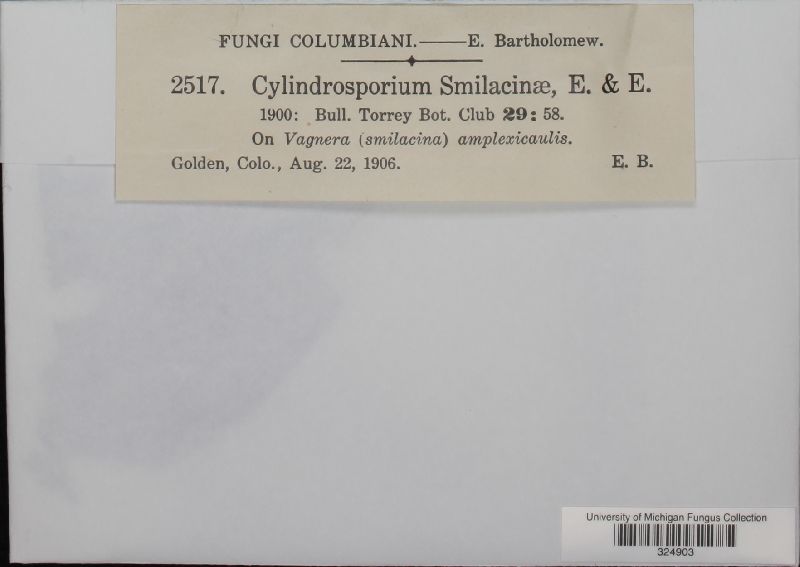 FUNGI COLUMBIANI.——E. Bartholomew.
2517. Cylindrosporium Smilacinæ, E. & E.
1900: Bull. Torrey Bot. Club 29: 58.
On Vagnera (smilacina) amplexicaulis.
Golden, Colo., Aug. 22, 1906. E. B.
University of Michigan Fungus Collection
324903